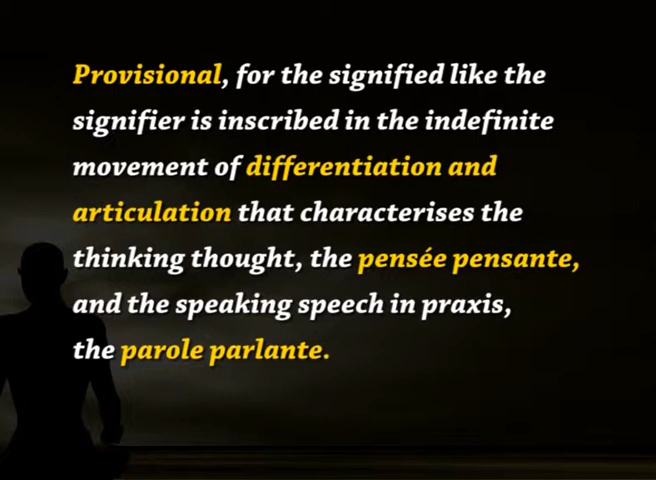 Provisional, for the signified like the
signifier is inscribed in the indefinite
movement of differentiation and
articulation that characterises the
thinking thought, the pensée pensante,
and the speaking speech in praxis,
the parole parlante.